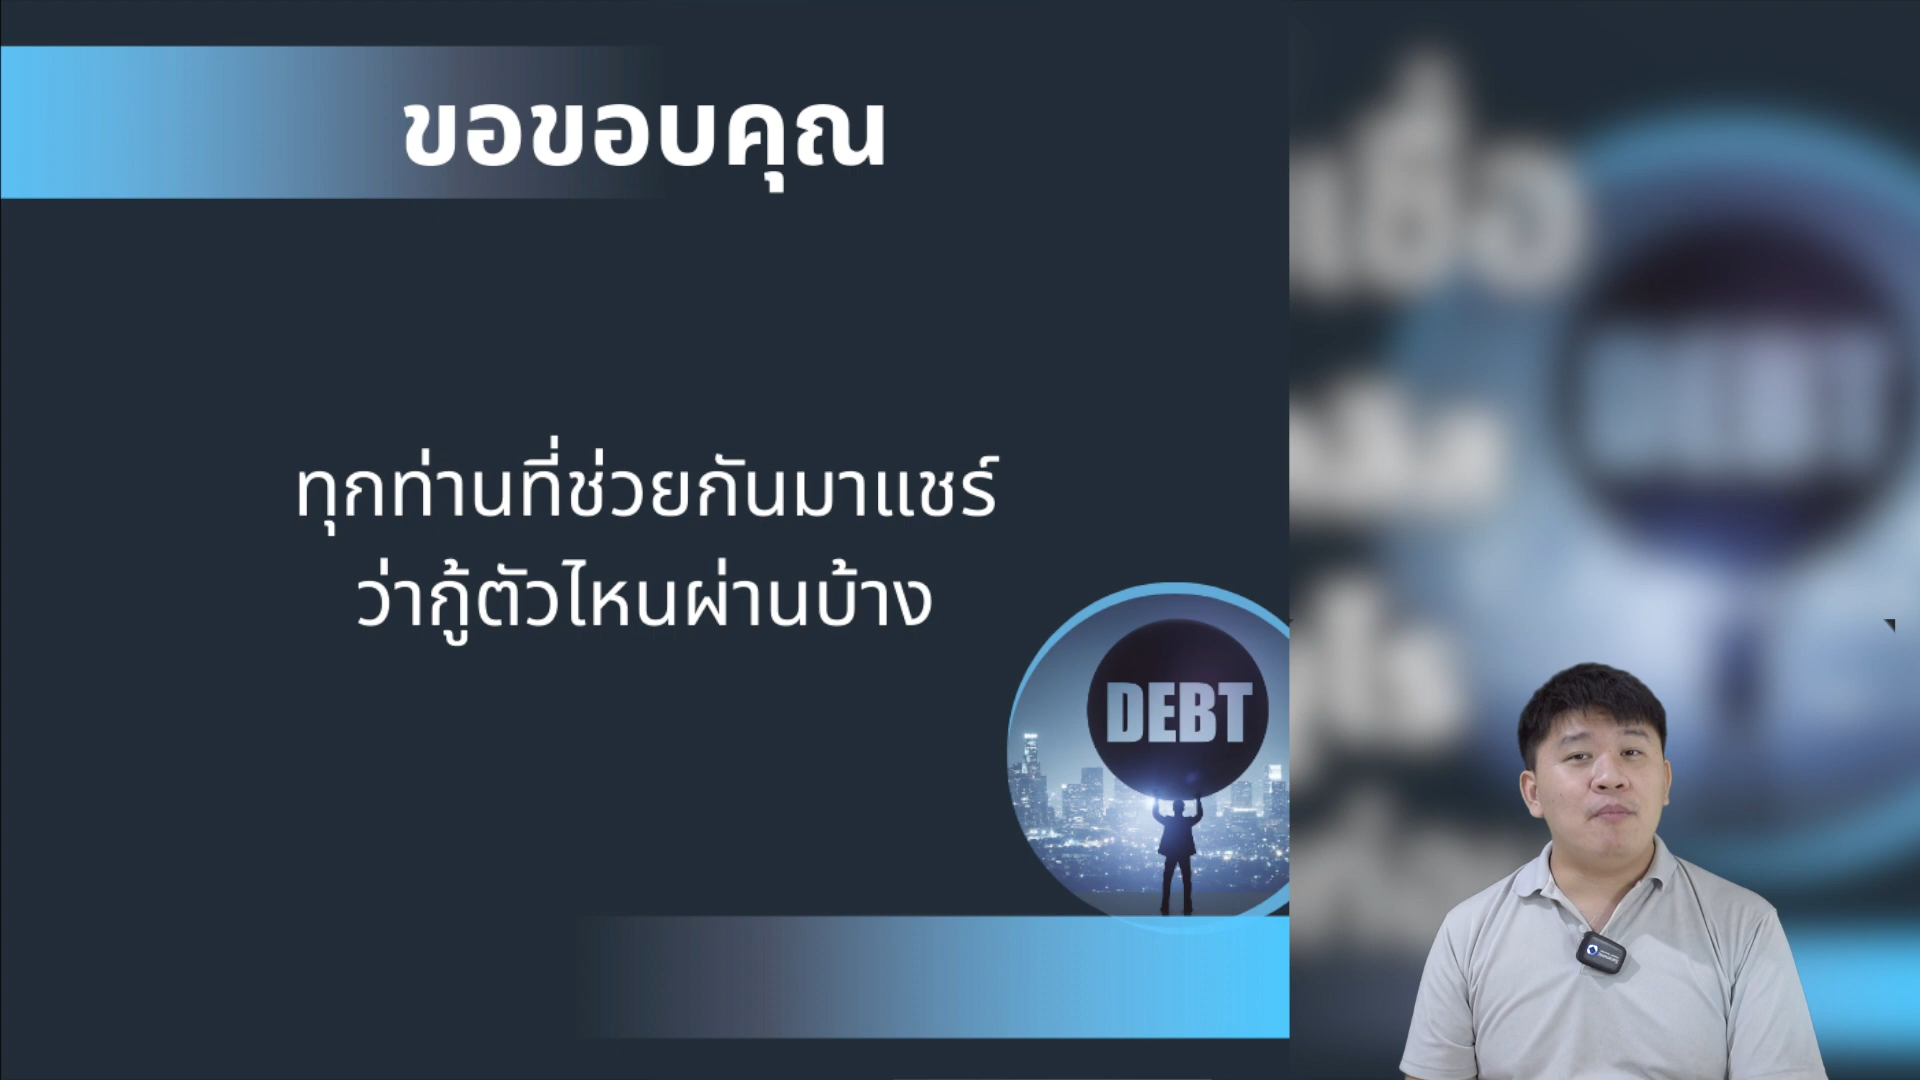 ขอขอบคุณ
ทุกท่านที่ช่วยกันมาแชร์
ว่ากู้ตัวไหนผ่านบ้าง
DEBT